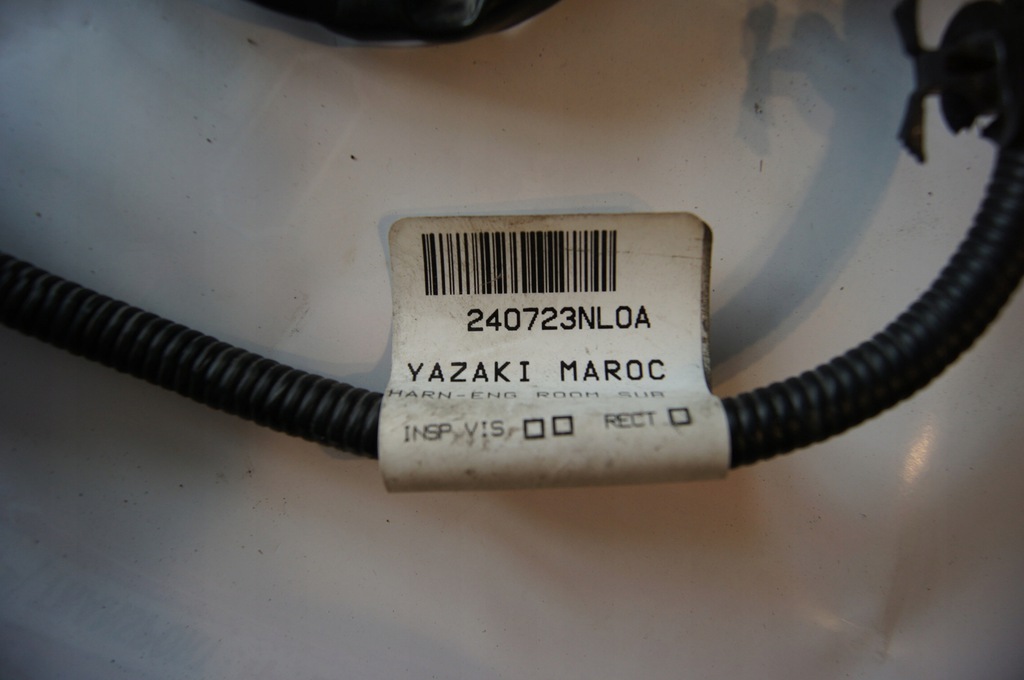 240723NL0A
YAZAKI MAROC
HARN-ENG ROOM SUB
INSP VIS □□ RECT □